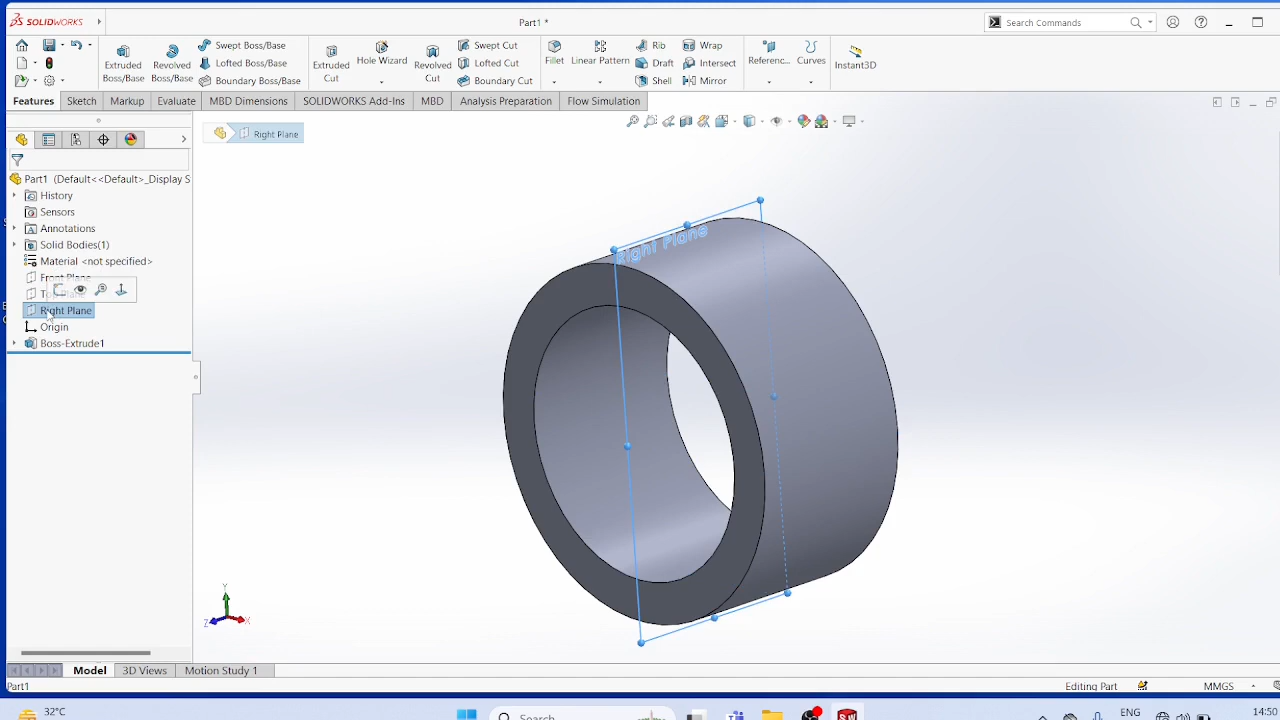 SOLIDWORKS
Part1 *
Search Commands
Extruded Boss/Base
Revolved Boss/Base
Swept Boss/Base
Lofted Boss/Base
Boundary Boss/Base
Extruded Cut
Hole Wizard
Revolved Cut
Swept Cut
Lofted Cut
Boundary Cut
Fillet
Linear Pattern
Rib
Draft
Shell
Wrap
Intersect
Mirror
Referenc...
Curves
Instant3D
Features Sketch Markup Evaluate MBD Dimensions SOLIDWORKS Add-Ins MBD Analysis Preparation Flow Simulation
Right Plane
Part1 (Default<<Default>_Display S
History
Sensors
Annotations
Solid Bodies(1)
Material <not specified>
Front Plane
Right Plane
Origin
Boss-Extrude1
Right Plane
Y
Z
X
Model 3D Views Motion Study 1
Part1 Editing Part MMGS
32°C Search ENG 14:50